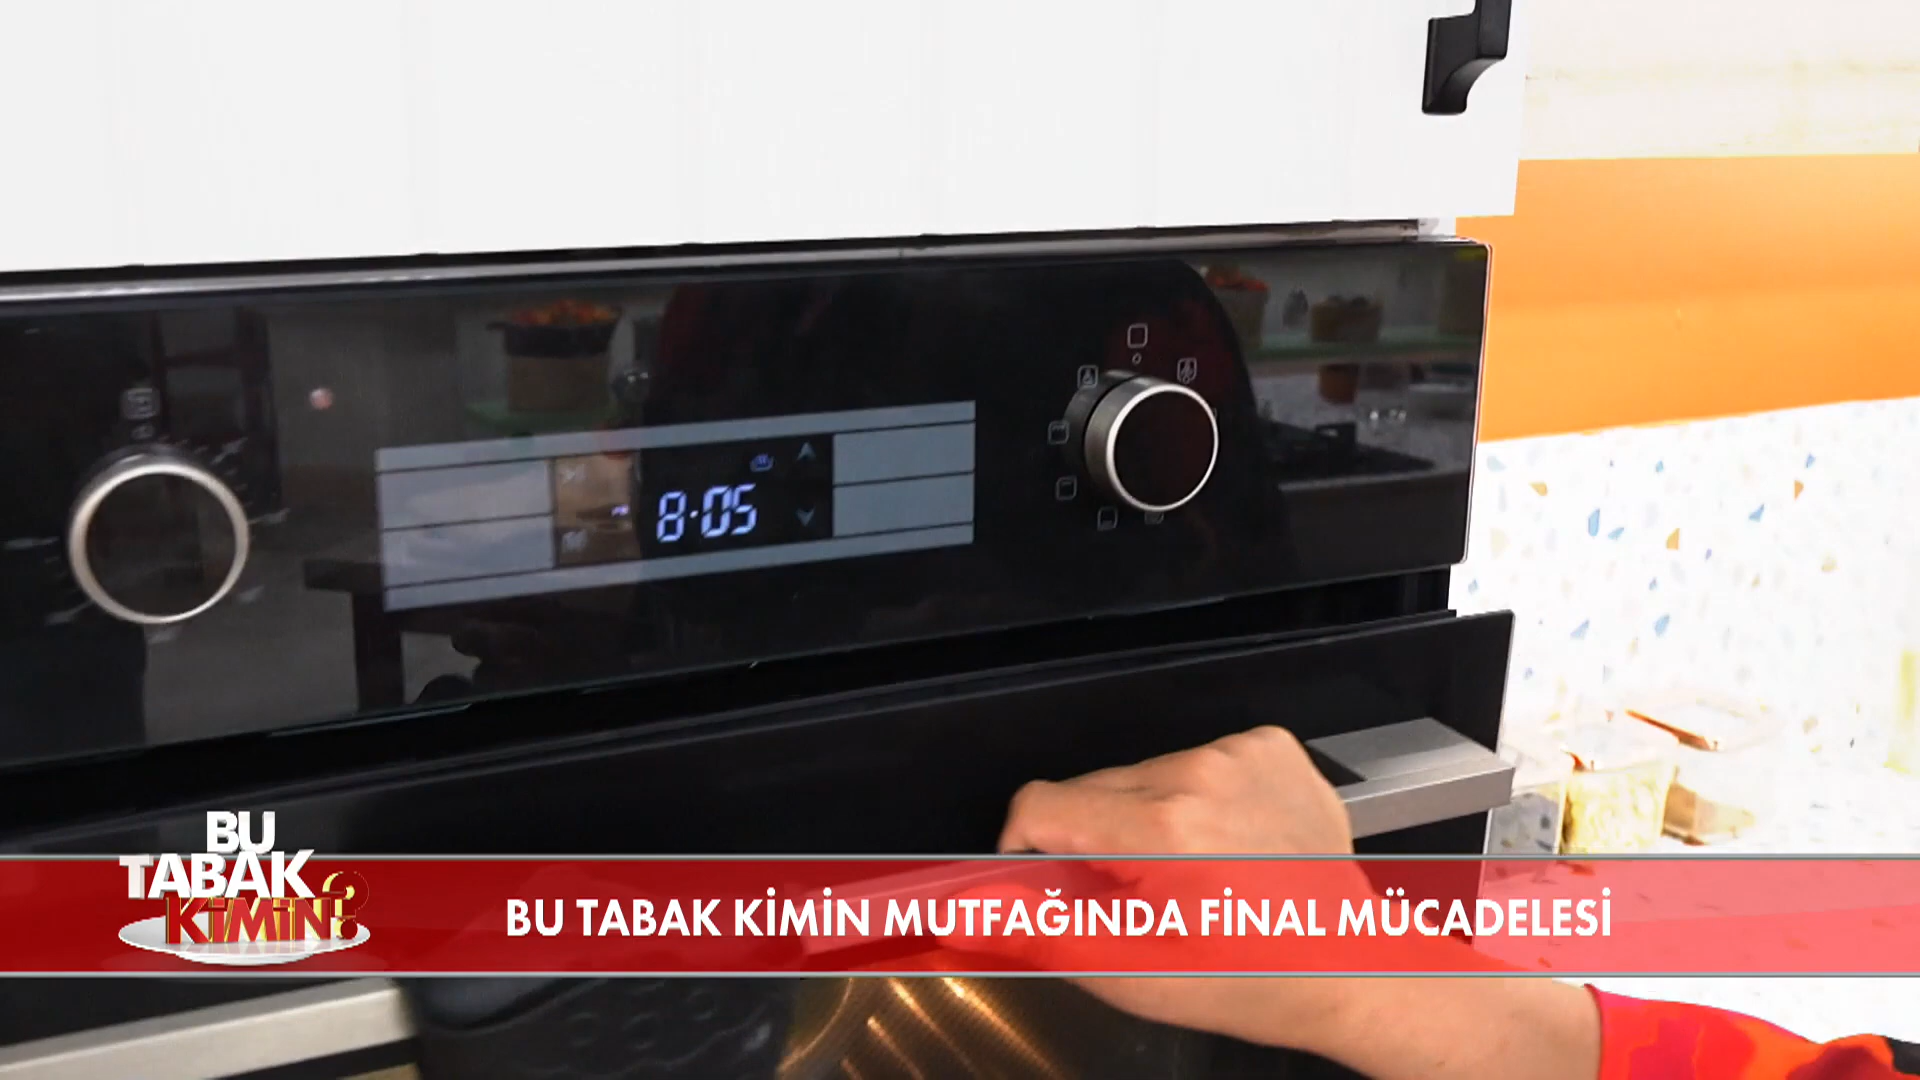 8:05
BU
TABAK
KiMiN?
BU TABAK KİMİN MUTFAĞINDA FİNAL MÜCADELESİ